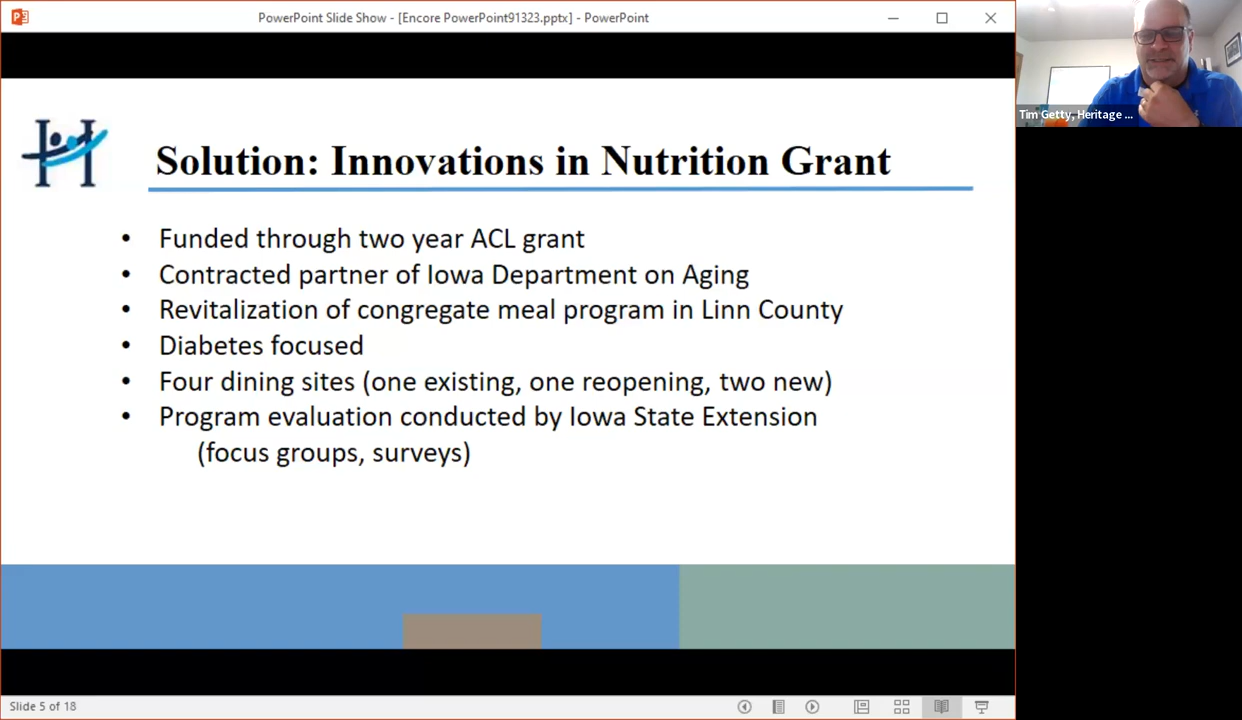 PowerPoint Slide Show - [Encore PowerPoint91323.pptx] - PowerPoint
Tim Getty, Heritage ...
H
Solution: Innovations in Nutrition Grant
• Funded through two year ACL grant
• Contracted partner of Iowa Department on Aging
• Revitalization of congregate meal program in Linn County
• Diabetes focused
• Four dining sites (one existing, one reopening, two new)
• Program evaluation conducted by Iowa State Extension
(focus groups, surveys)
Slide 5 of 18